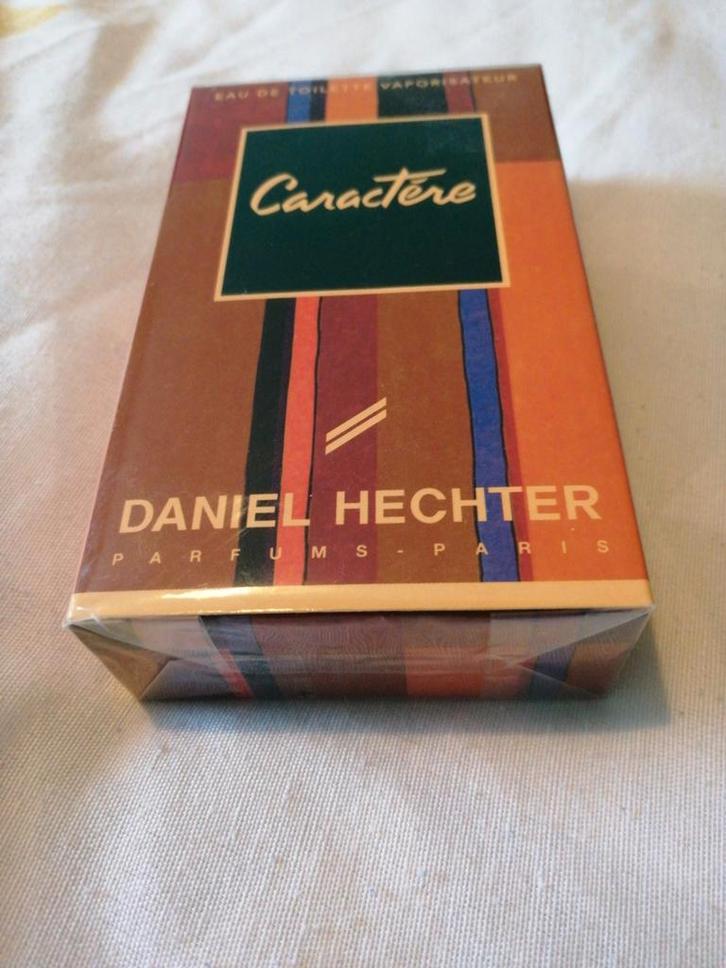 EAU DE TOILETTE VAPORISATEUR
Caractère
DANIEL HECHTER
PARFUMS-PARIS